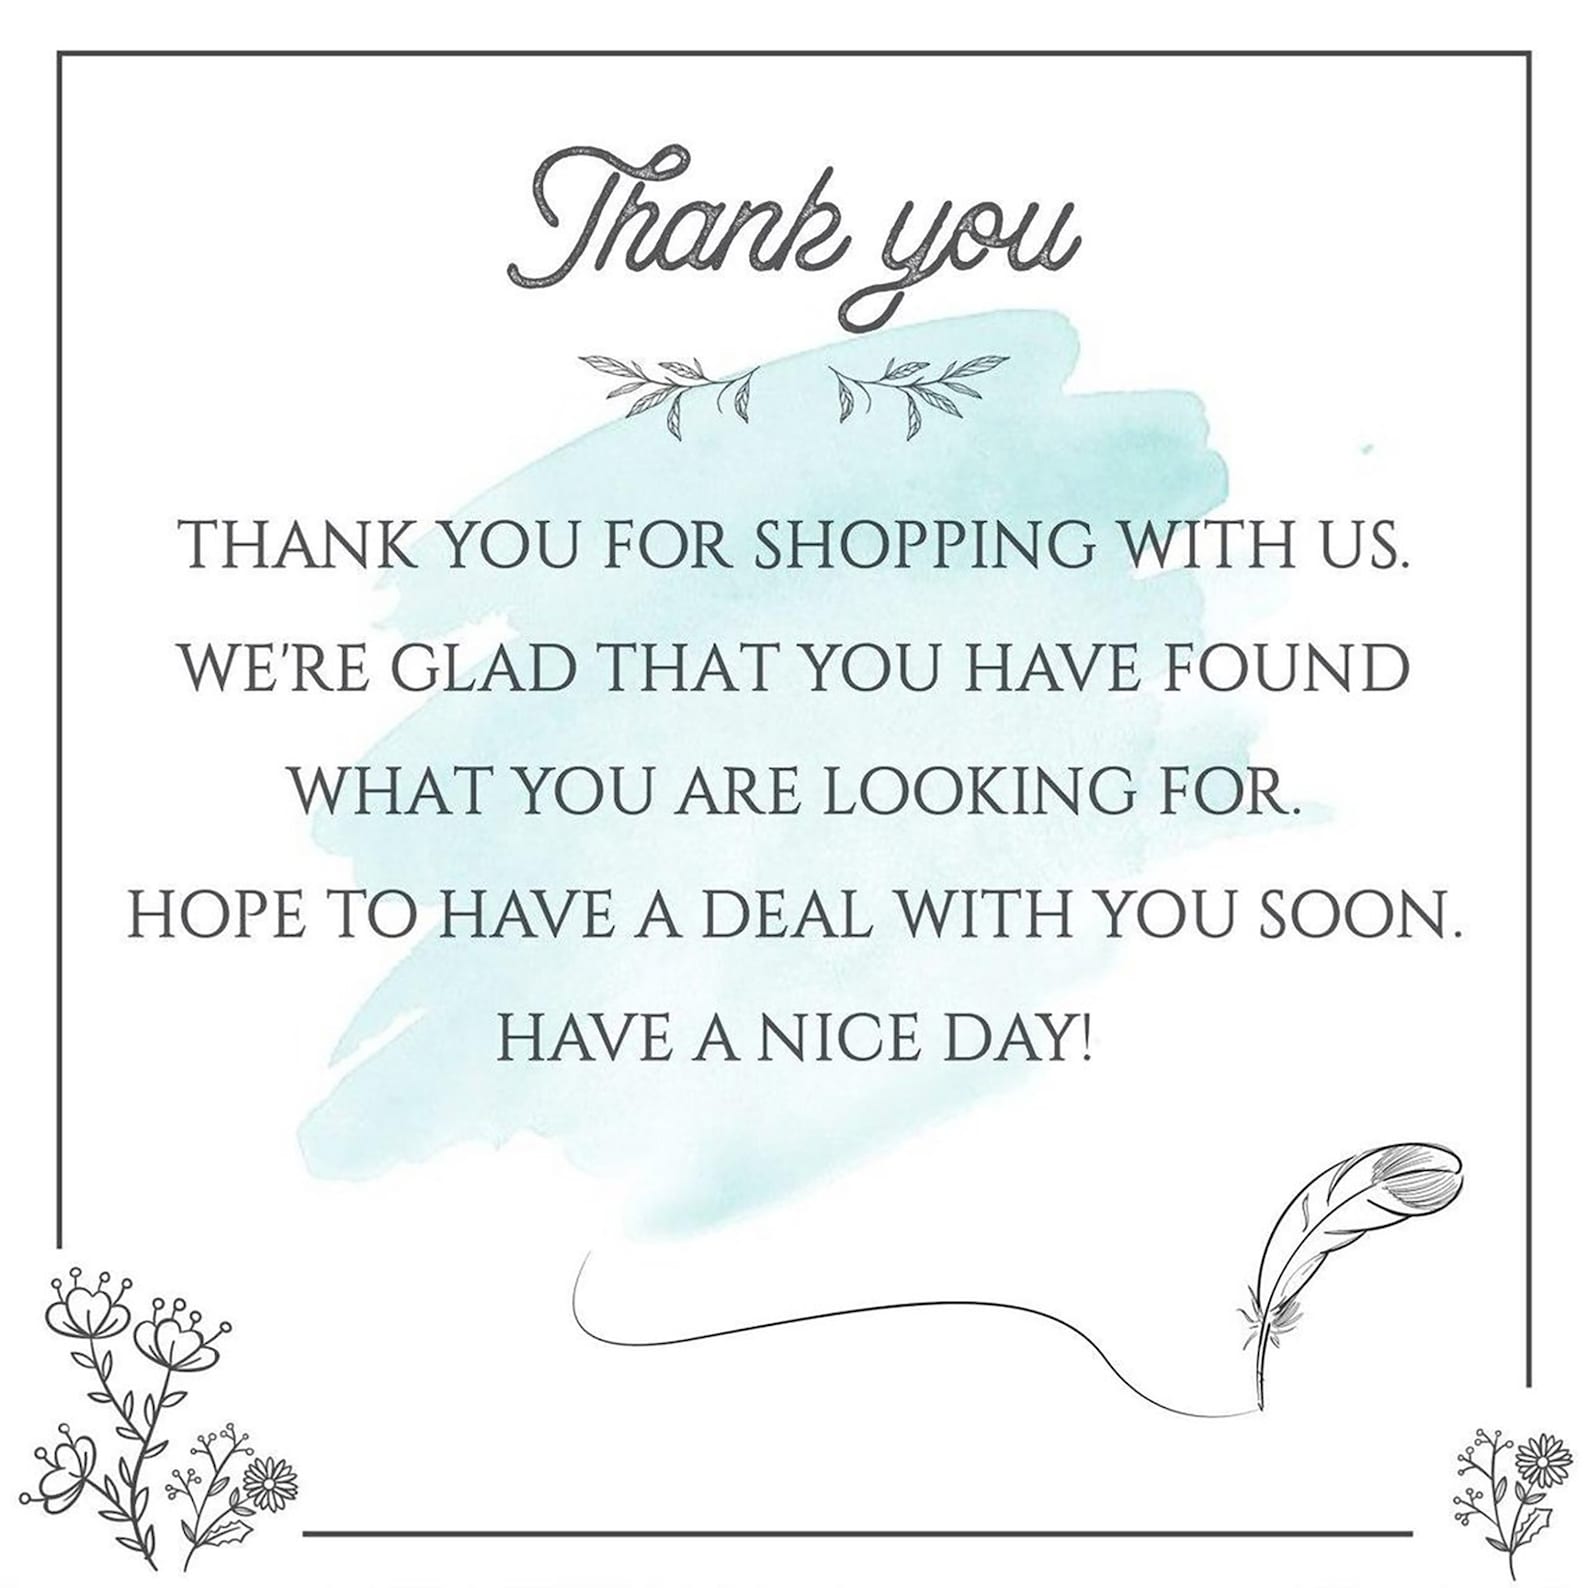 Thank you
THANK YOU FOR SHOPPING WITH US.
WE'RE GLAD THAT YOU HAVE FOUND
WHAT YOU ARE LOOKING FOR.
HOPE TO HAVE A DEAL WITH YOU SOON.
HAVE A NICE DAY!